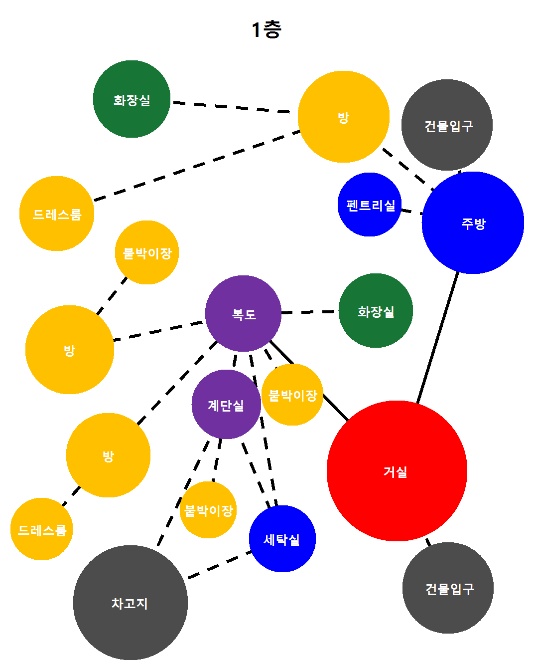 1층
화장실
방
건물입구
드레스룸
펜트리실
주방
붙박이장
복도
화장실
방
계단실
붙박이장
방
거실
드레스룸
붙박이장
세탁실
차고지
건물입구